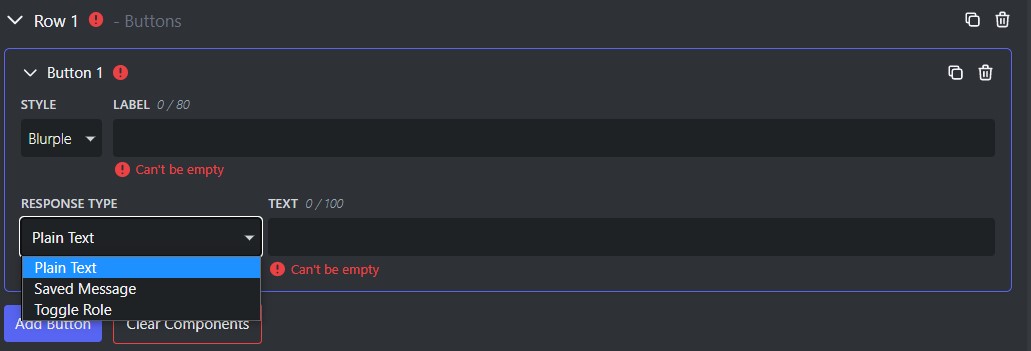 Row 1 - Buttons
Button 1
STYLE LABEL 0 / 80
Blurple
Can't be empty
RESPONSE TYPE TEXT 0 / 100
Plain Text
Plain Text
Can't be empty
Saved Message
Toggle Role
Add Button Clear Components